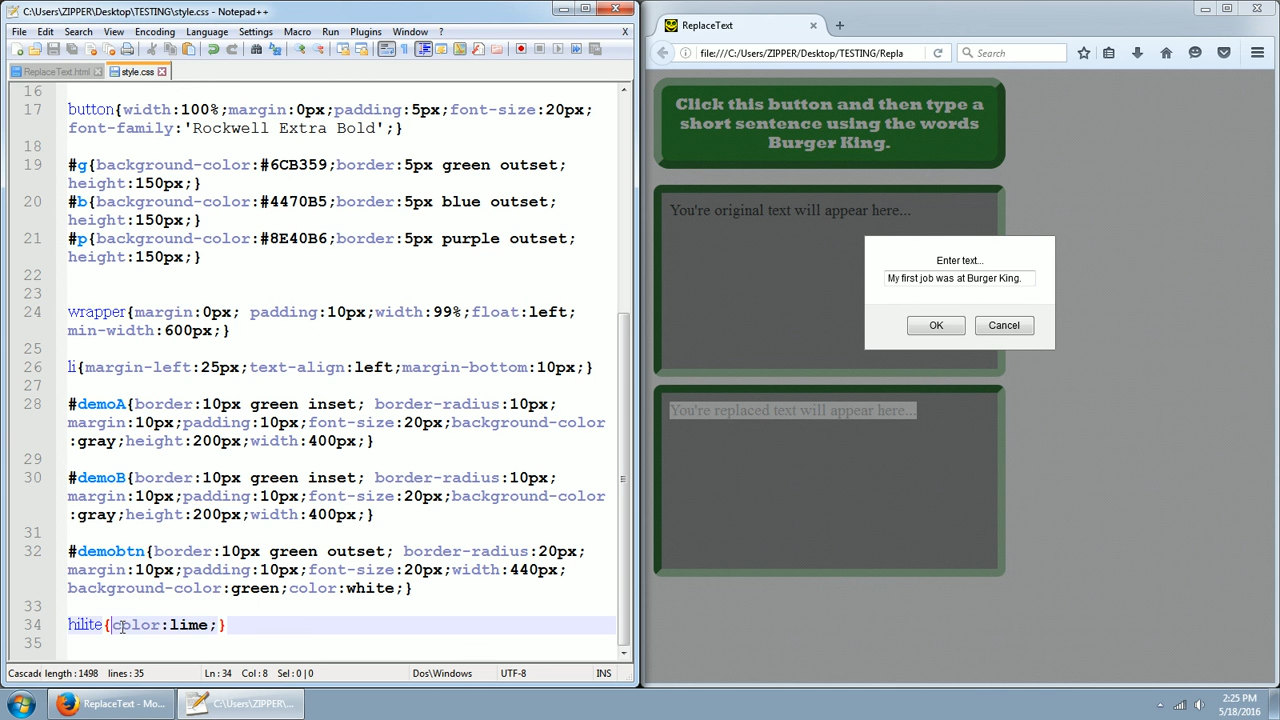 C:\Users\ZIPPER\Desktop\TESTING\style.css - Notepad++
File Edit Search View Encoding Language Settings Macro Run Plugins Window ? X
ReplaceText.html style.css
16
17 button{width:100%;margin:0px;padding:5px;font-size:20px;
font-family:'Rockwell Extra Bold';}
18
19 #g{background-color:#6CB359;border:5px green outset;
height:150px;}
20 #b{background-color:#4470B5;border:5px blue outset;
height:150px;}
21 #p{background-color:#8E40B6;border:5px purple outset;
height:150px;}
22
23
24 wrapper{margin:0px; padding:10px;width:99%;float:left;
min-width:600px;}
25
26 li{margin-left:25px;text-align:left;margin-bottom:10px;}
27
28 #demoA{border:10px green inset; border-radius:10px;
margin:10px;padding:10px;font-size:20px;background-color
:gray;height:200px;width:400px;}
29
30 #demoB{border:10px green inset; border-radius:10px;
margin:10px;padding:10px;font-size:20px;background-color
:gray;height:200px;width:400px;}
31
32 #demobtn{border:10px green outset; border-radius:20px;
margin:10px;padding:10px;font-size:20px;width:440px;
background-color:green;color:white;}
33
34 hilite{color:lime;}
35
Cascade length : 1498 lines : 35 Ln : 34 Col : 8 Sel : 0 | 0 Dos\Windows UTF-8 INS
ReplaceText
file:///C:/Users/ZIPPER/Desktop/TESTING/Repla
Search
Click this button and then type a
short sentence using the words
Burger King.
You're original text will appear here...
Enter text...
My first job was at Burger King.
OK Cancel
You're replaced text will appear here...
ReplaceText - Mo...
C:\Users\ZIPPER\...
2:25 PM
5/18/2016